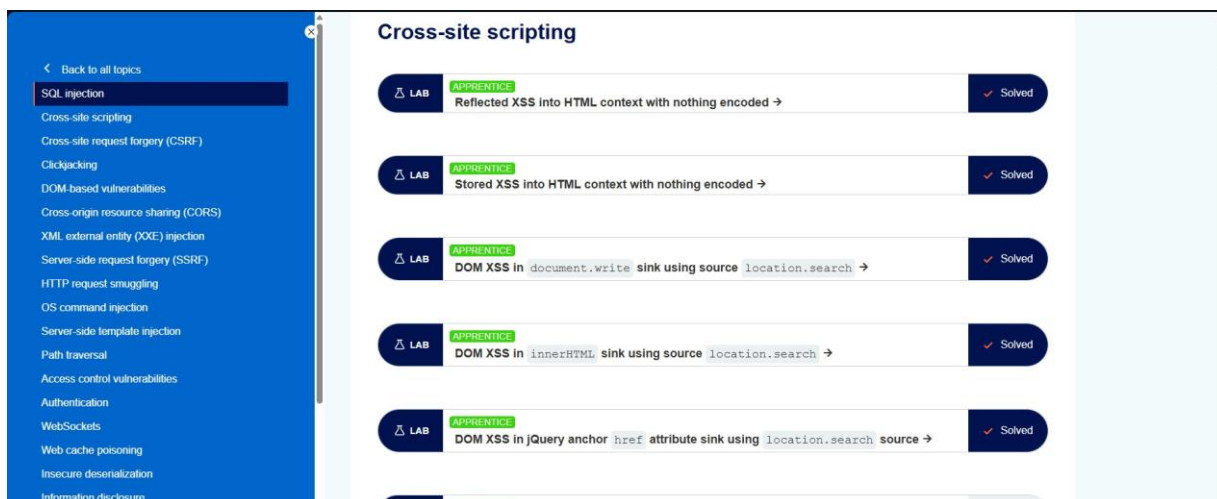 Back to all topics
SQL injection
Cross-site scripting
Cross-site request forgery (CSRF)
Clickjacking
DOM-based vulnerabilities
Cross-origin resource sharing (CORS)
XML external entity (XXE) injection
Server-side request forgery (SSRF)
HTTP request smuggling
OS command injection
Server-side template injection
Path traversal
Access control vulnerabilities
Authentication
WebSockets
Web cache poisoning
Insecure deserialization
Information disclosure
Cross-site scripting
LAB
APPRENTICE
Reflected XSS into HTML context with nothing encoded →
Solved
LAB
APPRENTICE
Stored XSS into HTML context with nothing encoded →
Solved
LAB
APPRENTICE
DOM XSS in document.write sink using source location.search →
Solved
LAB
APPRENTICE
DOM XSS in innerHTML sink using source location.search →
Solved
LAB
APPRENTICE
DOM XSS in jQuery anchor href attribute sink using location.search source →
Solved